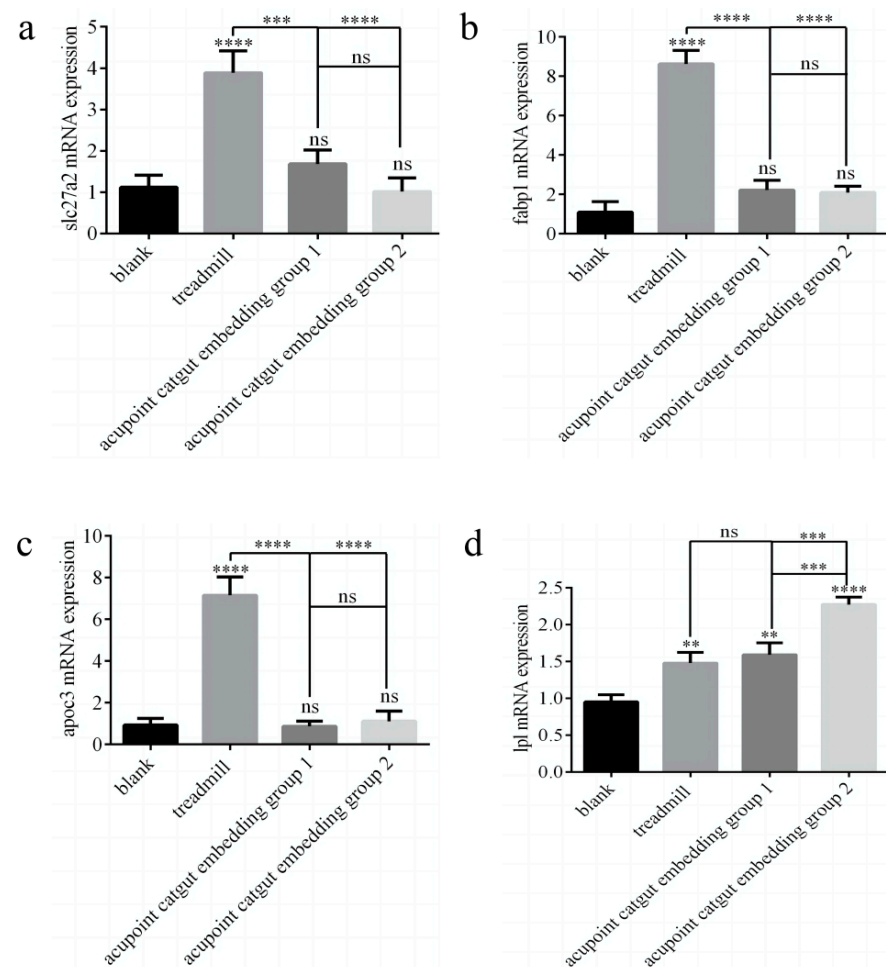 a
slc27a2 mRNA expression
5
4
3
2
1
0
****
***
****
ns
ns
ns
blank
treadmill
acupoint catgut embedding group 1
acupoint catgut embedding group 2
b
fabp1 mRNA expression
10
8
6
4
2
0
****
****
****
ns
ns
ns
blank
treadmill
acupoint catgut embedding group 1
acupoint catgut embedding group 2
c
apoc3 mRNA expression
10
8
6
4
2
0
****
****
****
ns
ns
ns
blank
treadmill
acupoint catgut embedding group 1
acupoint catgut embedding group 2
d
lpl mRNA expression
2.5
2.0
1.5
1.0
0.5
0.0
ns
***
***
**
**
****
blank
treadmill
acupoint catgut embedding group 1
acupoint catgut embedding group 2